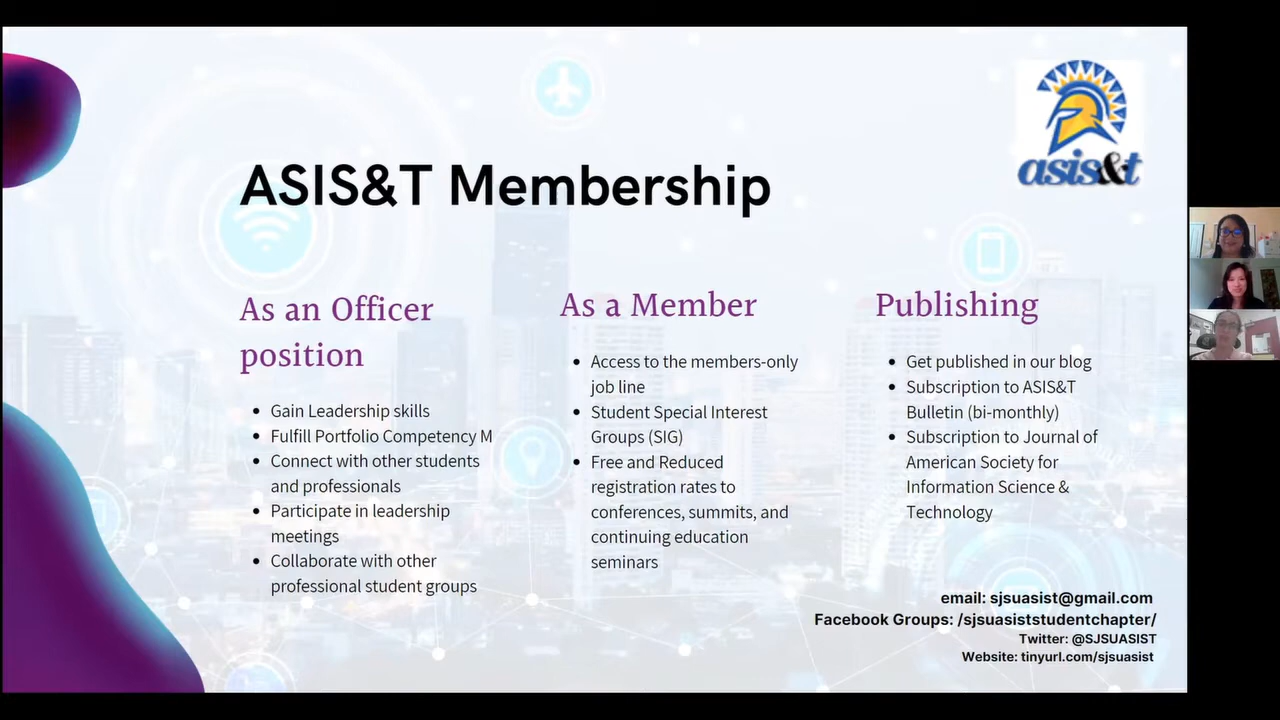 asis&t
ASIS&T Membership
As an Officer
position
• Gain Leadership skills
• Fulfill Portfolio Competency M
• Connect with other students
and professionals
• Participate in leadership
meetings
• Collaborate with other
professional student groups
As a Member
• Access to the members-only
job line
• Student Special Interest
Groups (SIG)
• Free and Reduced
registration rates to
conferences, summits, and
continuing education
seminars
Publishing
• Get published in our blog
• Subscription to ASIS&T
Bulletin (bi-monthly)
• Subscription to Journal of
American Society for
Information Science &
Technology
email: sjsuasist@gmail.com
Facebook Groups: /sjsuasiststudentchapter/
Twitter: @SJSUASIST
Website: tinyurl.com/sjsuasist